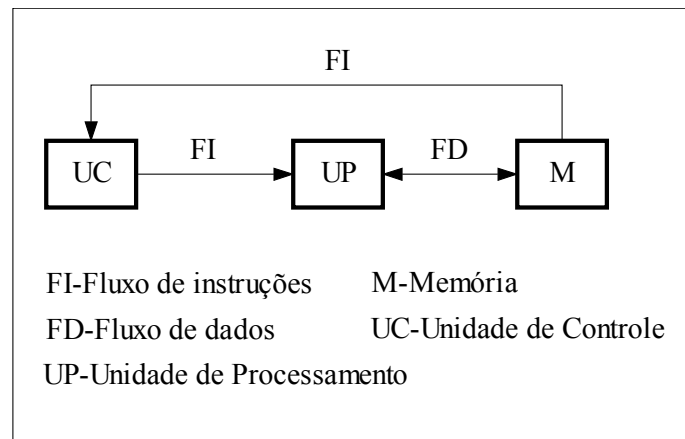 FI
UC
FI
UP
FD
M
FI-Fluxo de instruções
M-Memória
FD-Fluxo de dados
UC-Unidade de Controle
UP-Unidade de Processamento